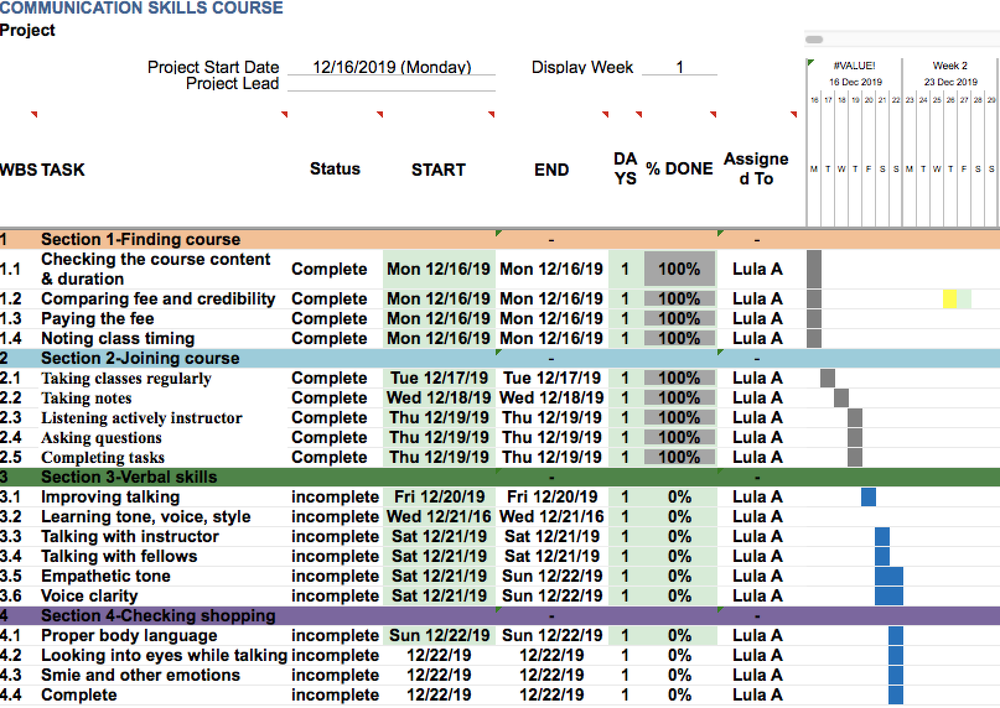 COMMUNICATION SKILLS COURSE
Project
Project Start Date 12/16/2019 (Monday) Display Week 1
Project Lead
#VALUE! Week 2
16 Dec 2019 23 Dec 2019
16 17 18 19 20 21 22 23 24 25 26 27 28 29
WBS TASK Status START END DA YS % DONE Assigne d To M T W T F S S M T W T F S S
1 Section 1-Finding course - -
1.1 Checking the course content & duration Complete Mon 12/16/19 Mon 12/16/19 1 100% Lula A
1.2 Comparing fee and credibility Complete Mon 12/16/19 Mon 12/16/19 1 100% Lula A
1.3 Paying the fee Complete Mon 12/16/19 Mon 12/16/19 1 100% Lula A
1.4 Noting class timing Complete Mon 12/16/19 Mon 12/16/19 1 100% Lula A
2 Section 2-Joining course - -
2.1 Taking classes regularly Complete Tue 12/17/19 Tue 12/17/19 1 100% Lula A
2.2 Taking notes Complete Wed 12/18/19 Wed 12/18/19 1 100% Lula A
2.3 Listening actively instructor Complete Thu 12/19/19 Thu 12/19/19 1 100% Lula A
2.4 Asking questions Complete Thu 12/19/19 Thu 12/19/19 1 100% Lula A
2.5 Completing tasks Complete Thu 12/19/19 Thu 12/19/19 1 100% Lula A
3 Section 3-Verbal skills - -
3.1 Improving talking incomplete Fri 12/20/19 Fri 12/20/19 1 0% Lula A
3.2 Learning tone, voice, style incomplete Wed 12/21/16 Wed 12/21/16 1 0% Lula A
3.3 Talking with instructor incomplete Sat 12/21/19 Sat 12/21/19 1 0% Lula A
3.4 Talking with fellows incomplete Sat 12/21/19 Sat 12/21/19 1 0% Lula A
3.5 Empathetic tone incomplete Sat 12/21/19 Sun 12/22/19 1 0% Lula A
3.6 Voice clarity incomplete Sat 12/21/19 Sun 12/22/19 1 0% Lula A
4 Section 4-Checking shopping - -
4.1 Proper body language incomplete Sun 12/22/19 Sun 12/22/19 1 0% Lula A
4.2 Looking into eyes while talking incomplete 12/22/19 12/22/19 1 0% Lula A
4.3 Smie and other emotions incomplete 12/22/19 12/22/19 1 0% Lula A
4.4 Complete incomplete 12/22/19 12/22/19 1 0% Lula A